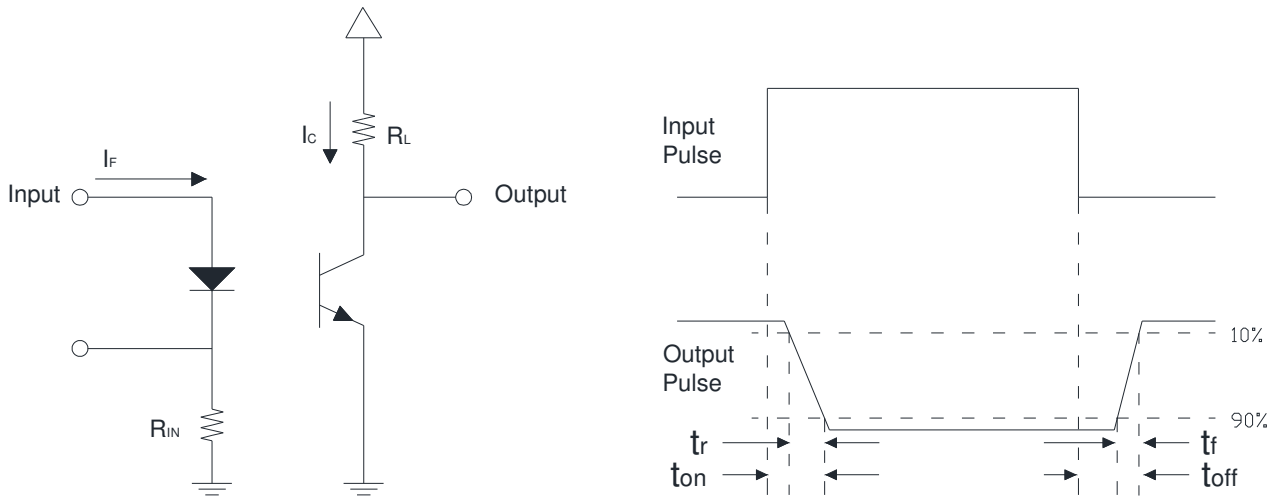 IF
Input
RIN
IC
RL
Output
Input
Pulse
Output
Pulse
10%
90%
tr
tf
ton
toff